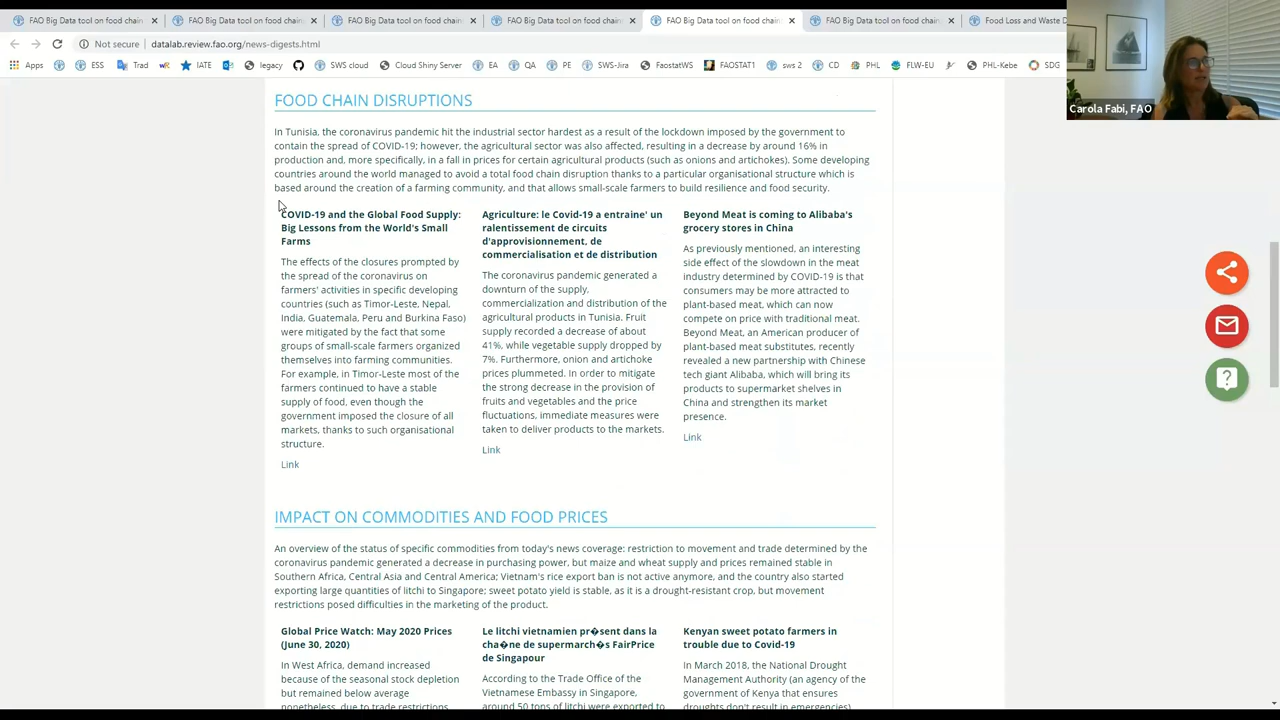 FAO Big Data tool on food chain
FAO Big Data tool on food chain
FAO Big Data tool on food chain
FAO Big Data tool on food chain
FAO Big Data tool on food chain
FAO Big Data tool on food chain
Food Loss and Waste D
Not secure datalab.review.fao.org/news-digests.html
Apps ESS Trad IATE legacy SWS cloud Cloud Shiny Server EA QA PE SWS-Jira FaostatWS FAOSTAT1 sws 2 CD PHL FLW-EU PHL-Kebe SDG
Carola Fabi, FAO
FOOD CHAIN DISRUPTIONS
In Tunisia, the coronavirus pandemic hit the industrial sector hardest as a result of the lockdown imposed by the government to
contain the spread of COVID-19; however, the agricultural sector was also affected, resulting in a decrease by around 16% in
production and, more specifically, in a fall in prices for certain agricultural products (such as onions and artichokes). Some developing
countries around the world managed to avoid a total food chain disruption thanks to a particular organisational structure which is
based around the creation of a farming community, and that allows small-scale farmers to build resilience and food security.
COVID-19 and the Global Food Supply:
Big Lessons from the World's Small
Farms
The effects of the closures prompted by
the spread of the coronavirus on
farmers' activities in specific developing
countries (such as Timor-Leste, Nepal,
India, Guatemala, Peru and Burkina Faso)
were mitigated by the fact that some
groups of small-scale farmers organized
themselves into farming communities.
For example, in Timor-Leste most of the
farmers continued to have a stable
supply of food, even though the
government imposed the closure of all
markets, thanks to such organisational
structure.
Link
Agriculture: le Covid-19 a entraine' un
ralentissement de circuits
d'approvisionnement, de
commercialisation et de distribution
The coronavirus pandemic generated a
downturn of the supply,
commercialization and distribution of the
agricultural products in Tunisia. Fruit
supply recorded a decrease of about
41%, while vegetable supply dropped by
7%. Furthermore, onion and artichoke
prices plummeted. In order to mitigate
the strong decrease in the provision of
fruits and vegetables and the price
fluctuations, immediate measures were
taken to deliver products to the markets.
Link
Beyond Meat is coming to Alibaba's
grocery stores in China
As previously mentioned, an interesting
side effect of the slowdown in the meat
industry determined by COVID-19 is that
consumers may be more attracted to
plant-based meat, which can now
compete on price with traditional meat.
Beyond Meat, an American producer of
plant-based meat substitutes, recently
revealed a new partnership with Chinese
tech giant Alibaba, which will bring its
products to supermarket shelves in
China and strengthen its market
presence.
Link
IMPACT ON COMMODITIES AND FOOD PRICES
An overview of the status of specific commodities from today's news coverage: restriction to movement and trade determined by the
coronavirus pandemic generated a decrease in purchasing power, but maize and wheat supply and prices remained stable in
Southern Africa, Central Asia and Central America; Vietnam's rice export ban is not active anymore, and the country also started
exporting large quantities of litchi to Singapore; sweet potato yield is stable, as it is a drought-resistant crop, but movement
restrictions posed difficulties in the marketing of the product.
Global Price Watch: May 2020 Prices
(June 30, 2020)
In West Africa, demand increased
because of the seasonal stock depletion
but remained below average
nonetheless, due to trade restrictions
Le litchi vietnamien pr�sent dans la
cha�ne de supermarch�s FairPrice
de Singapour
According to the Trade Office of the
Vietnamese Embassy in Singapore,
around 50 tons of litchi were exported to
Kenyan sweet potato farmers in
trouble due to Covid-19
In March 2018, the National Drought
Management Authority (an agency of the
government of Kenya that ensures
droughts don't result in emergencies)